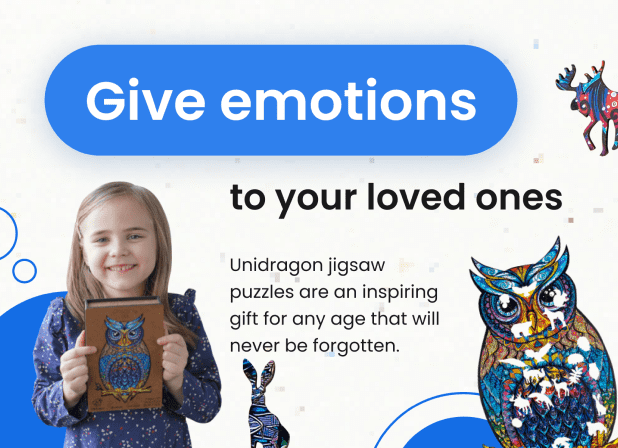 Give emotions
to your loved ones
Unidragon jigsaw
puzzles are an inspiring
gift for any age that will
never be forgotten.